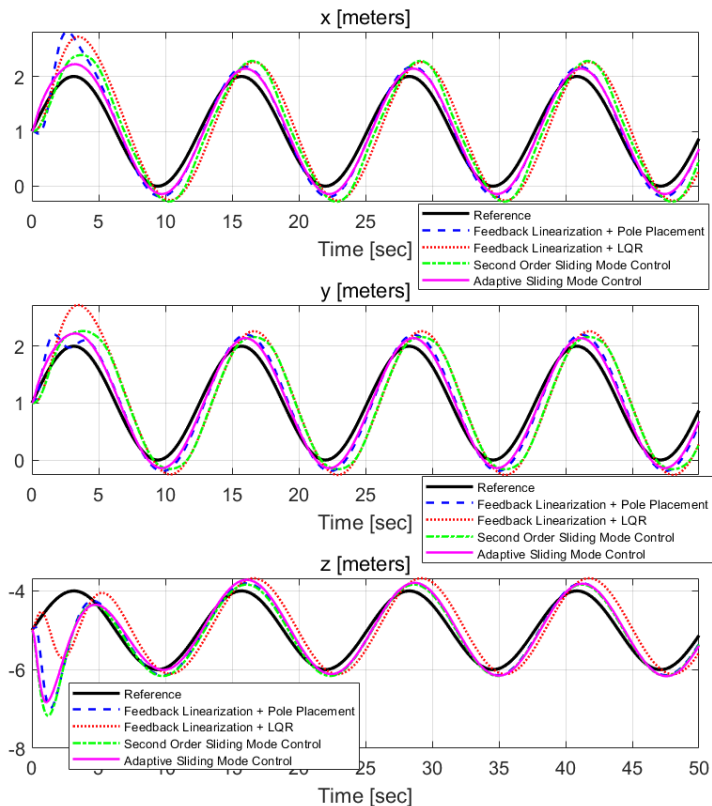 x [meters]
2
1
0
0 5 10 15 20 25
Time [sec]
Reference
Feedback Linearization + Pole Placement
Feedback Linearization + LQR
Second Order Sliding Mode Control
Adaptive Sliding Mode Control
y [meters]
2
1
0
0 5 10 15 20 25
Time [sec]
Reference
Feedback Linearization + Pole Placement
Feedback Linearization + LQR
Second Order Sliding Mode Control
Adaptive Sliding Mode Control
z [meters]
-4
-6
-8
Reference
Feedback Linearization + Pole Placement
Feedback Linearization + LQR
Second Order Sliding Mode Control
Adaptive Sliding Mode Control
0 5 10 15 20 25 30 35 40 45 50
Time [sec]